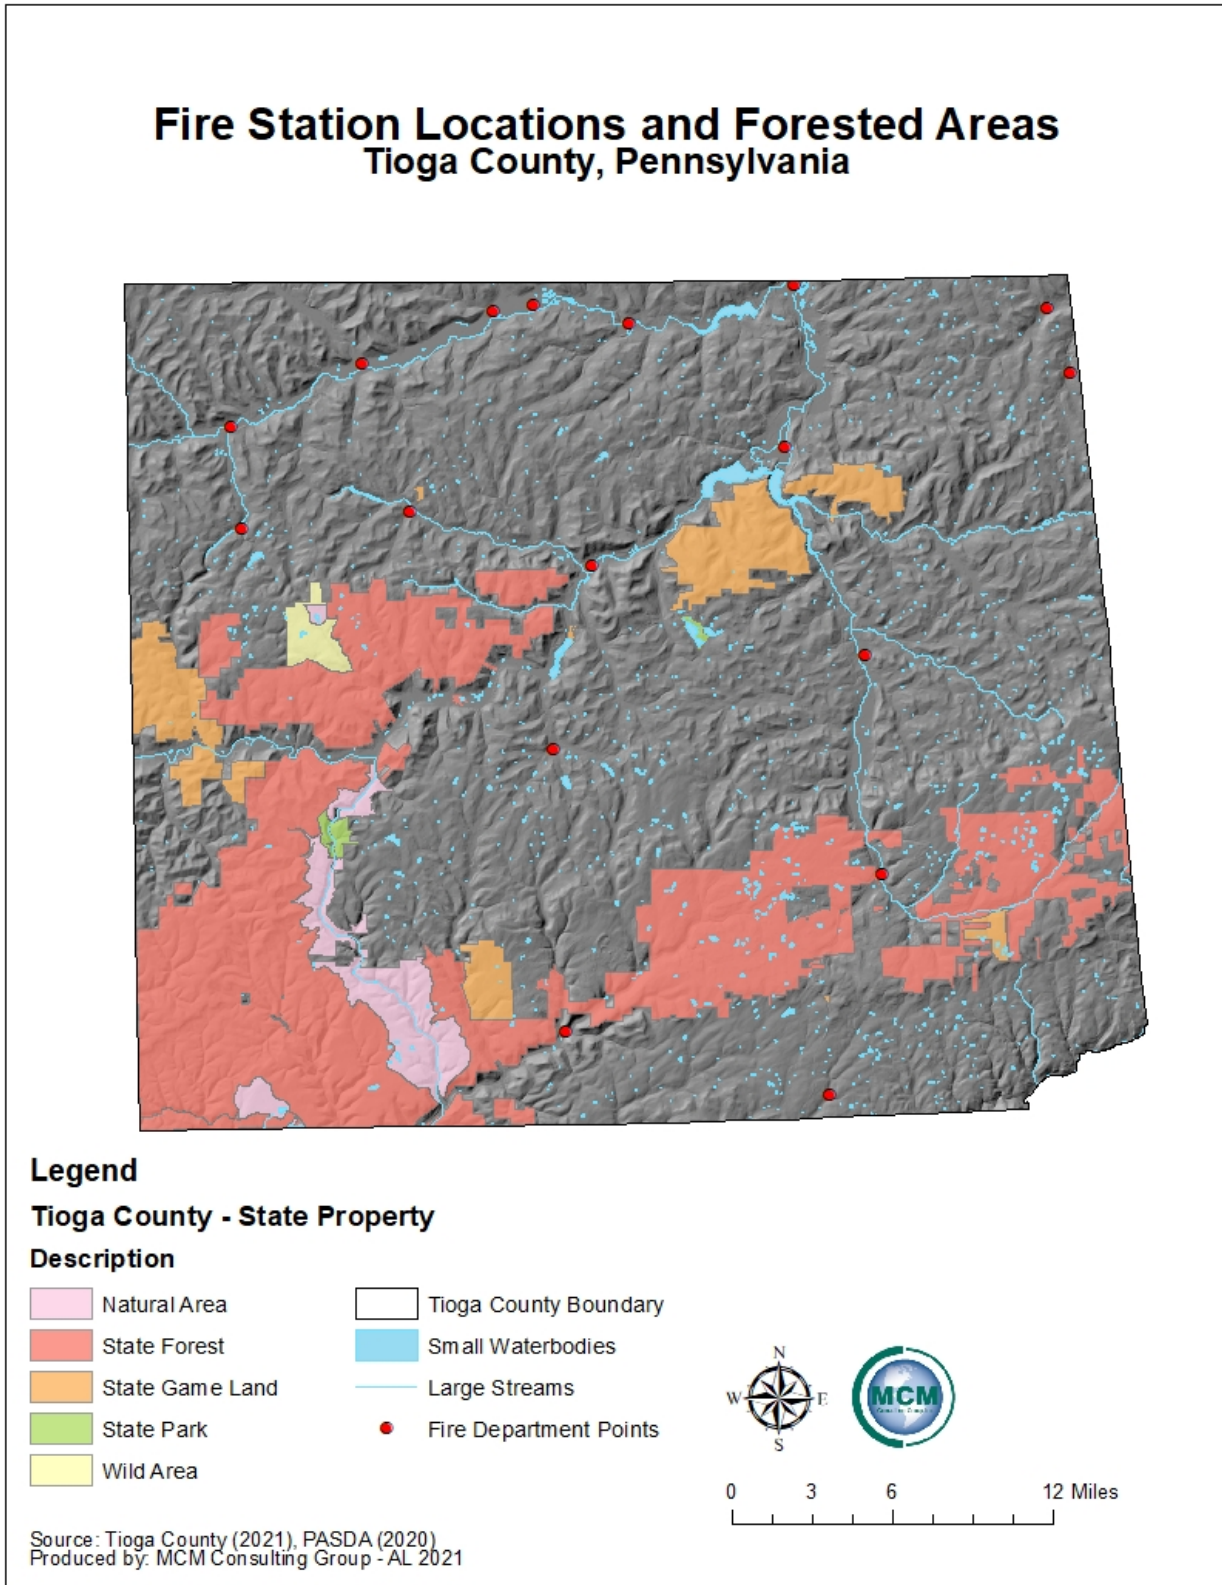 Fire Station Locations and Forested Areas
Tioga County, Pennsylvania
Legend
Tioga County - State Property
Description
Natural Area
State Forest
State Game Land
State Park
Wild Area
Tioga County Boundary
Small Waterbodies
Large Streams
Fire Department Points
N
W E
S
MCM
0 3 6 12 Miles
Source: Tioga County (2021), PASDA (2020)
Produced by: MCM Consulting Group - AL 2021